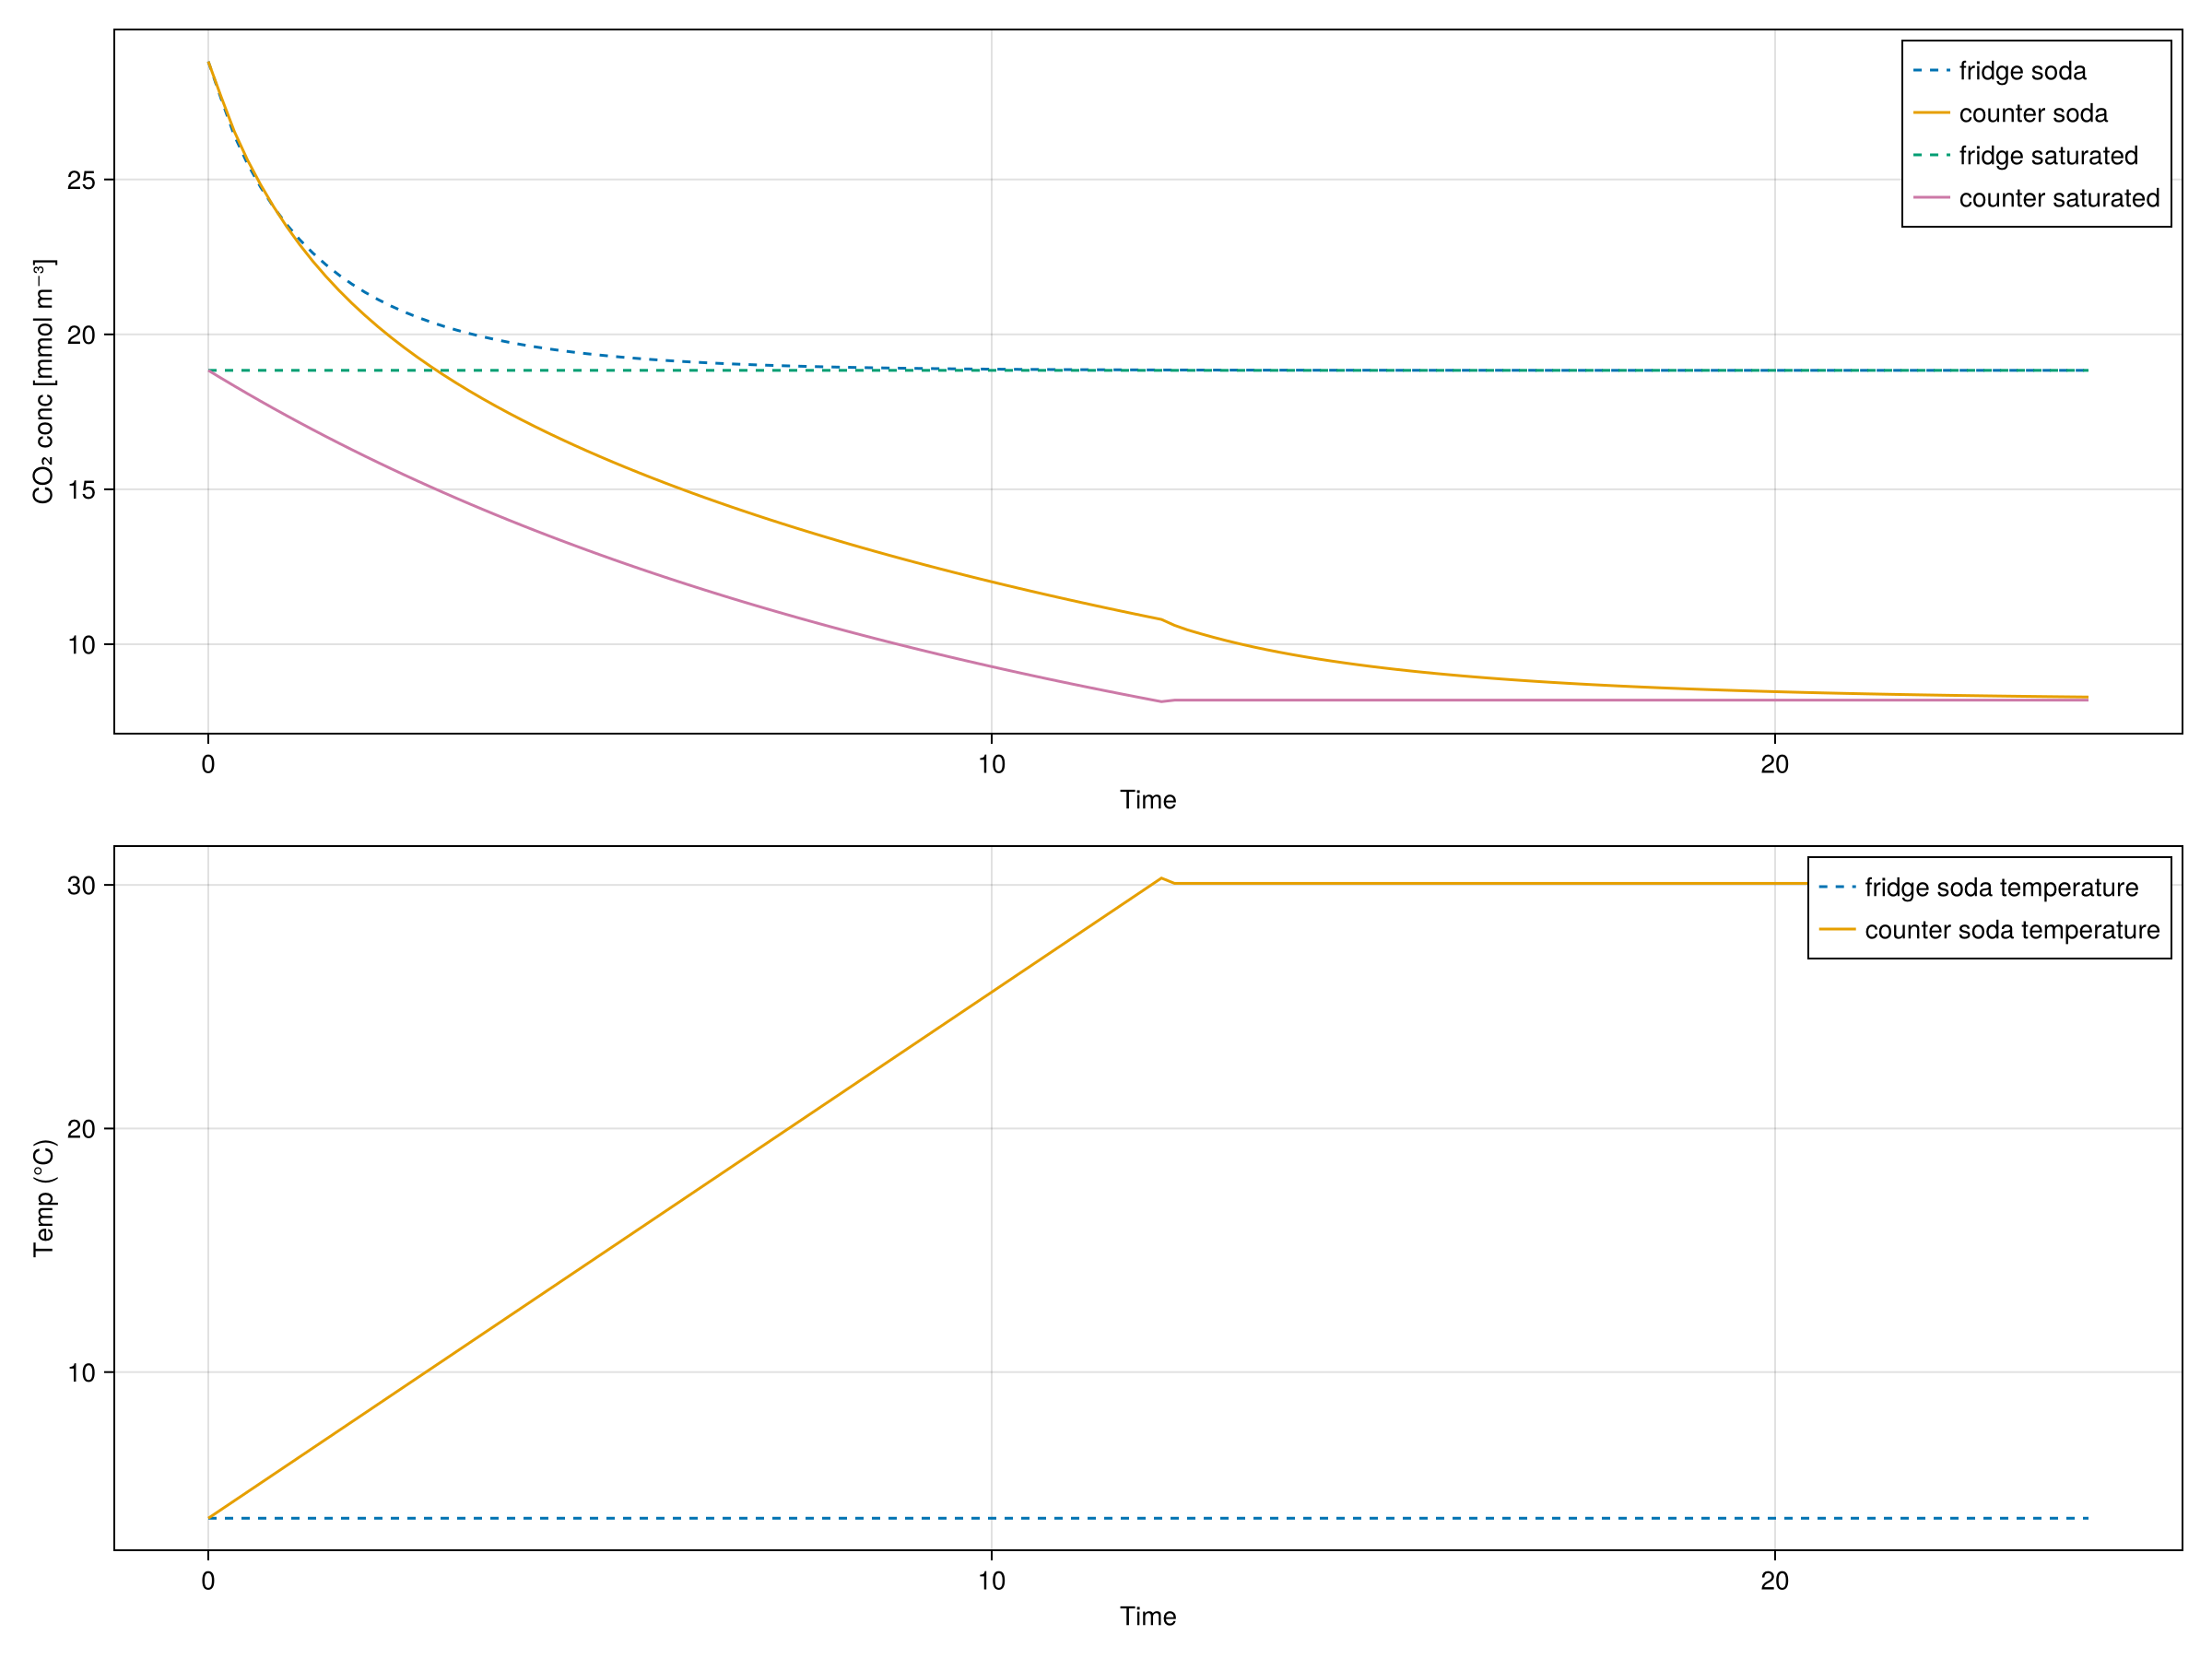 fridge soda
counter soda
fridge saturated
counter saturated
25
20
15
10
CO₂ conc [mmol m⁻³]
0 10 20
Time
fridge soda temperature
counter soda temperature
30
20
10
Temp (°C)
0 10 20
Time